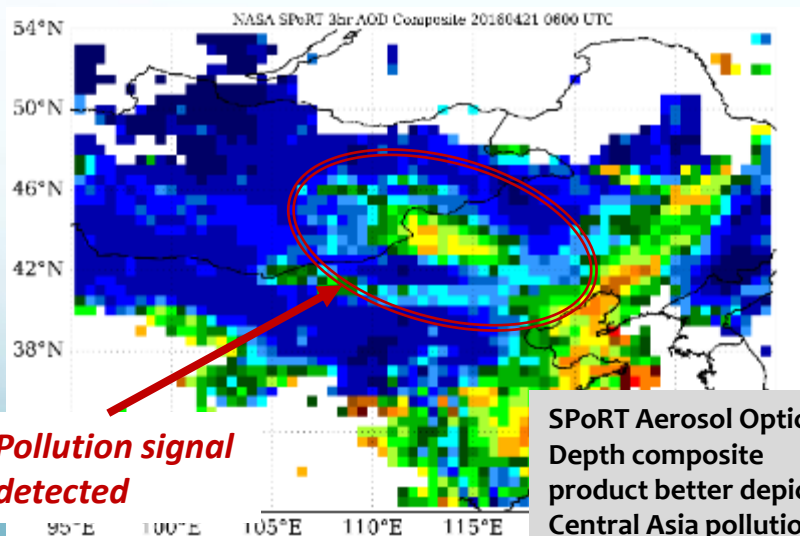 NASA SPoRT 3hr AOD Composite 20160421 0600 UTC
54°N
50°N
46°N
42°N
38°N
Pollution signal
detected
95°E 100°E 105°E 110°E 115°E
SPoRT Aerosol Optic
Depth composite
product better depic
Central Asia pollution